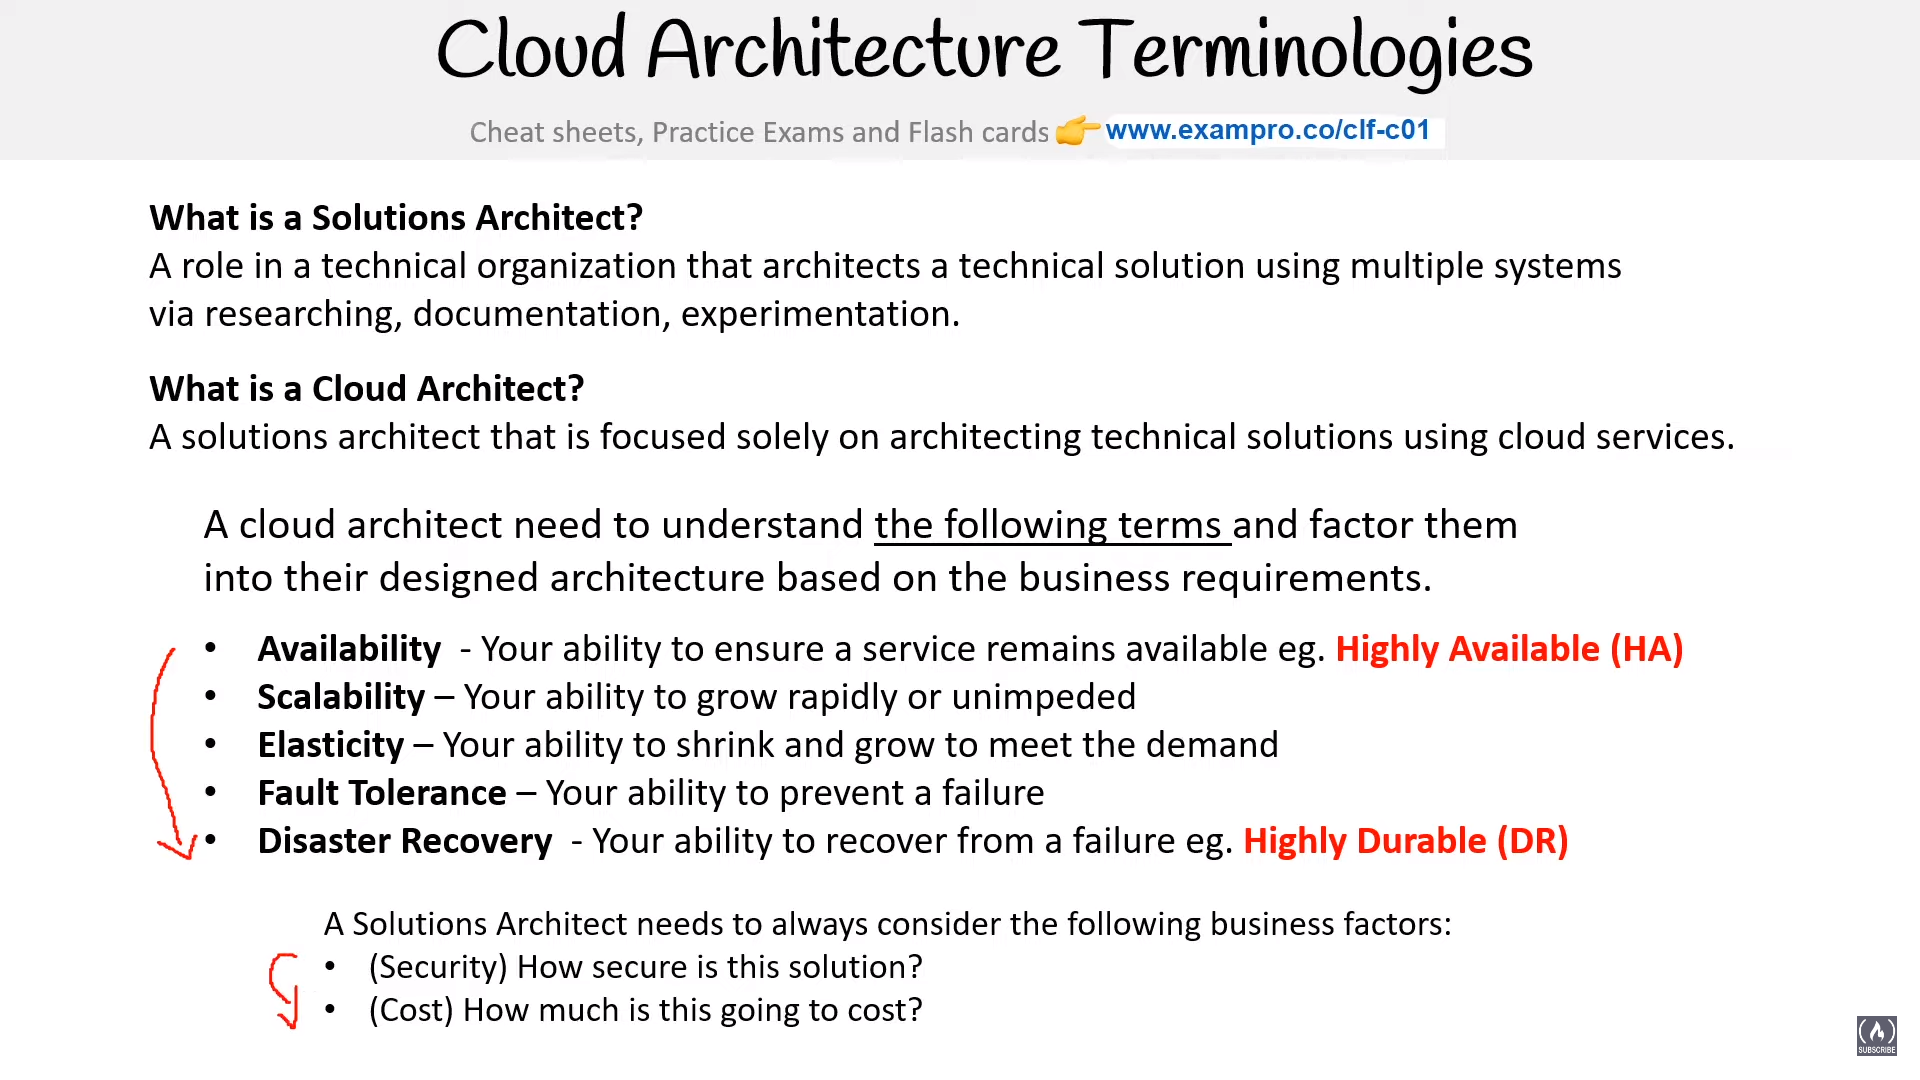 Cloud Architecture Terminologies
Cheat sheets, Practice Exams and Flash cards 👉 www.exampro.co/clf-c01
What is a Solutions Architect?
A role in a technical organization that architects a technical solution using multiple systems
via researching, documentation, experimentation.
What is a Cloud Architect?
A solutions architect that is focused solely on architecting technical solutions using cloud services.
A cloud architect need to understand the following terms and factor them
into their designed architecture based on the business requirements.
• Availability - Your ability to ensure a service remains available eg. Highly Available (HA)
• Scalability – Your ability to grow rapidly or unimpeded
• Elasticity – Your ability to shrink and grow to meet the demand
• Fault Tolerance – Your ability to prevent a failure
• Disaster Recovery - Your ability to recover from a failure eg. Highly Durable (DR)
A Solutions Architect needs to always consider the following business factors:
• (Security) How secure is this solution?
• (Cost) How much is this going to cost?
SUBSCRIBE